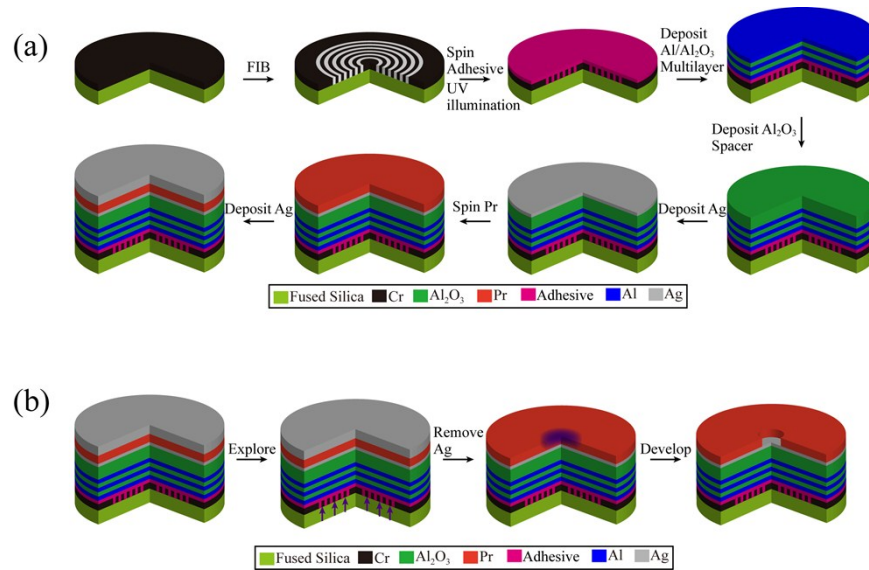 (a)
FIB
Spin
Adhesive
UV
illumination
Deposit
Al/Al₂O₃
Multilayer
Deposit Al₂O₃
Spacer
Deposit Ag
Spin Pr
Deposit Ag
Fused Silica Cr Al₂O₃ Pr Adhesive Al Ag
(b)
Explore
Remove
Ag
Develop
Fused Silica Cr Al₂O₃ Pr Adhesive Al Ag